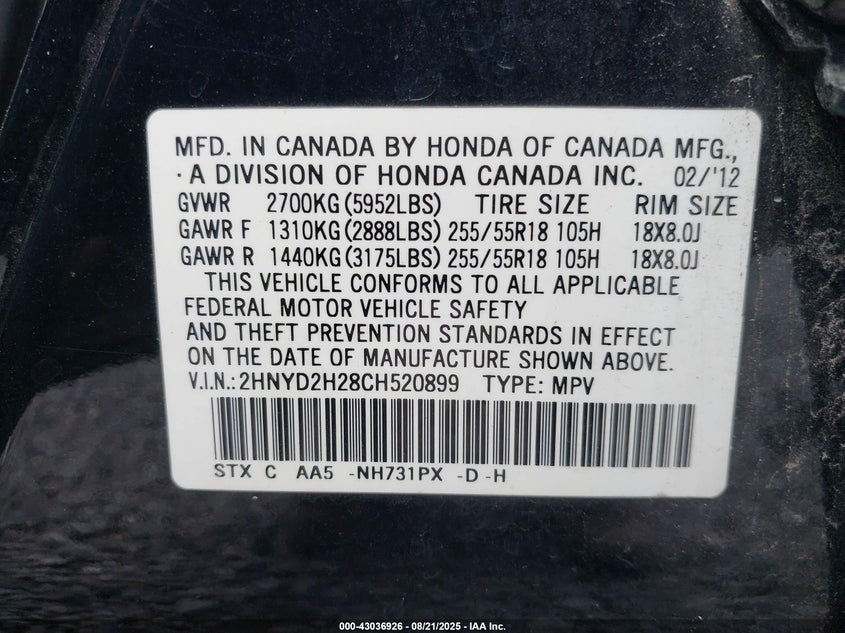 MFD. IN CANADA BY HONDA OF CANADA MFG.,
·A DIVISION OF HONDA CANADA INC. 02/'12
GVWR 2700KG(5952LBS) TIRE SIZE RIM SIZE
GAWR F 1310KG(2888LBS) 255/55R18 105H 18X8.0J
GAWR R 1440KG(3175LBS) 255/55R18 105H 18X8.0J
THIS VEHICLE CONFORMS TO ALL APPLICABLE
FEDERAL MOTOR VEHICLE SAFETY
AND THEFT PREVENTION STANDARDS IN EFFECT
ON THE DATE OF MANUFACTURE SHOWN ABOVE.
V.I.N.:2HNYD2H28CH520899 TYPE: MPV
STX C AA5 -NH731PX -D -H
000-43036926 - 08/21/2025 - IAA Inc.